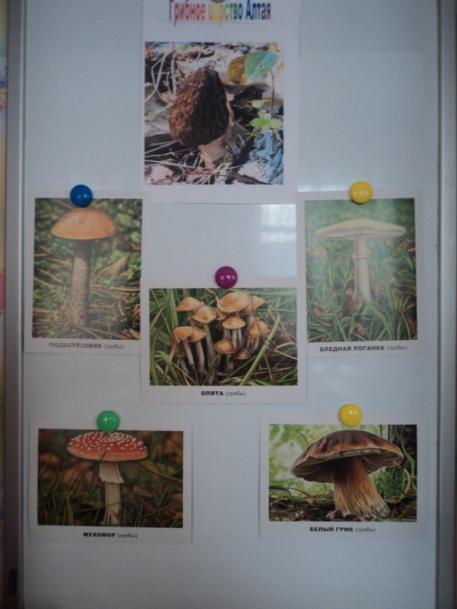 Грибное царство Алтая
ПОДБЕРЁЗОВИК (грибы)
БЛЕДНАЯ ПОГАНКА (грибы)
ОПЯТА (грибы)
МУХОМОР (грибы)
БЕЛЫЙ ГРИБ (грибы)